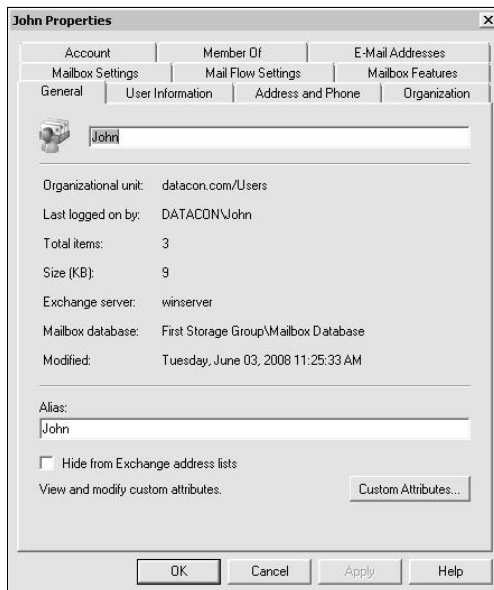 John Properties
Account Member Of E-Mail Addresses
Mailbox Settings Mail Flow Settings Mailbox Features
General User Information Address and Phone Organization
John
Organizational unit: datacon.com/Users
Last logged on by: DATACON\John
Total items: 3
Size (KB): 9
Exchange server: winserver
Mailbox database: First Storage Group\Mailbox Database
Modified: Tuesday, June 03, 2008 11:25:33 AM
Alias:
John
Hide from Exchange address lists
View and modify custom attributes. Custom Attributes...
OK Cancel Apply Help